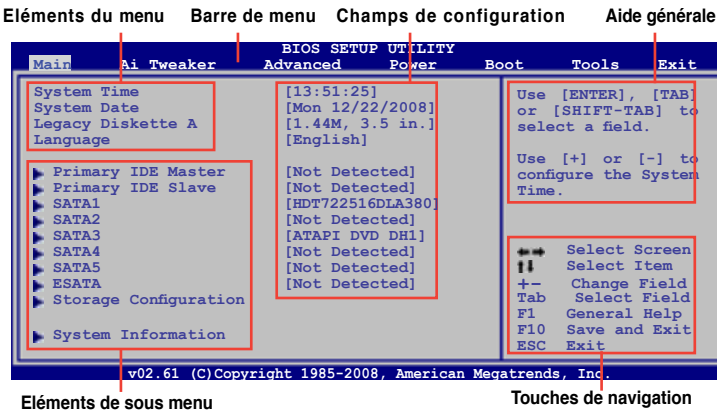 Eléments du menu    Barre de menu    Champs de configuration    Aide générale
BIOS SETUP UTILITY
Main    Ai Tweaker    Advanced    Power    Boot    Tools    Exit
System Time    [13:51:25]
System Date    [Mon 12/22/2008]
Legacy Diskette A    [1.44M, 3.5 in.]
Language    [English]
Primary IDE Master    [Not Detected]
Primary IDE Slave    [Not Detected]
SATA1    [HDT722516DLA380]
SATA2    [Not Detected]
SATA3    [ATAPI DVD DH1]
SATA4    [Not Detected]
SATA5    [Not Detected]
ESATA    [Not Detected]
Storage Configuration
System Information
Use [ENTER], [TAB]
or [SHIFT-TAB] to
select a field.
Use [+] or [-] to
configure the System
Time.
←→ Select Screen
↑↓ Select Item
+- Change Field
Tab Select Field
F1 General Help
F10 Save and Exit
ESC Exit
v02.61 (C)Copyright 1985-2008, American Megatrends, Inc.
Eléments de sous menu    Touches de navigation